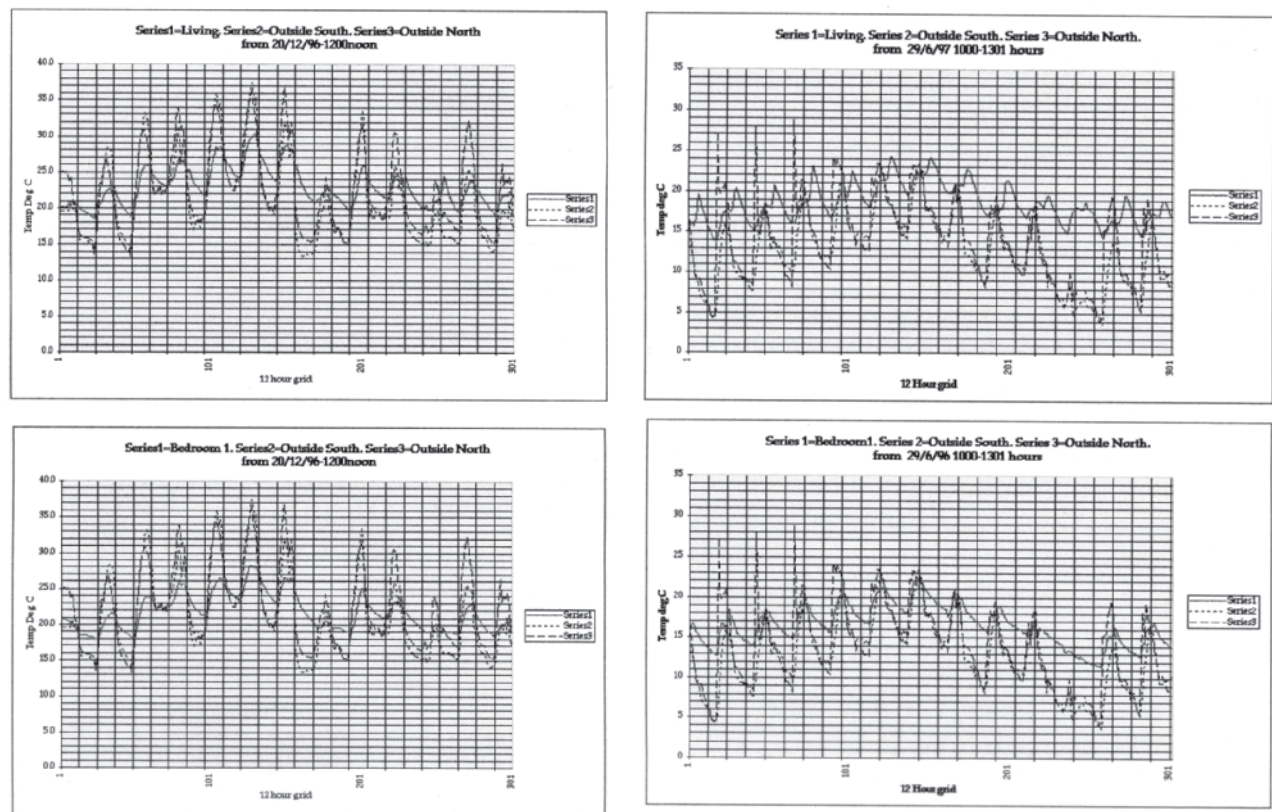 Series1=Living. Series2=Outside South. Series3=Outside North
from 20/12/96-1200noon
Temp Deg C
40.0
35.0
30.0
25.0
20.0
15.0
10.0
5.0
0.0
1
101
201
301
12 hour grid
Series1
Series2
Series3
Series 1=Living. Series 2=Outside South. Series 3=Outside North.
from 29/6/97 1000-1301 hours
Temp deg C
35
30
25
20
15
10
5
0
1
101
201
301
12 Hour grid
Series1
Series2
Series3
Series1=Bedroom 1. Series2=Outside South. Series3=Outside North
from 20/12/96-1200noon
Temp Deg C
40.0
35.0
30.0
25.0
20.0
15.0
10.0
5.0
0.0
1
101
201
301
12 hour grid
Series1
Series2
Series3
Series 1=Bedroom1. Series 2=Outside South. Series 3=Outside North.
from 29/6/96 1000-1301 hours
Temp deg C
35
30
25
20
15
10
5
0
1
101
201
301
12 Hour grid
Series1
Series2
Series3